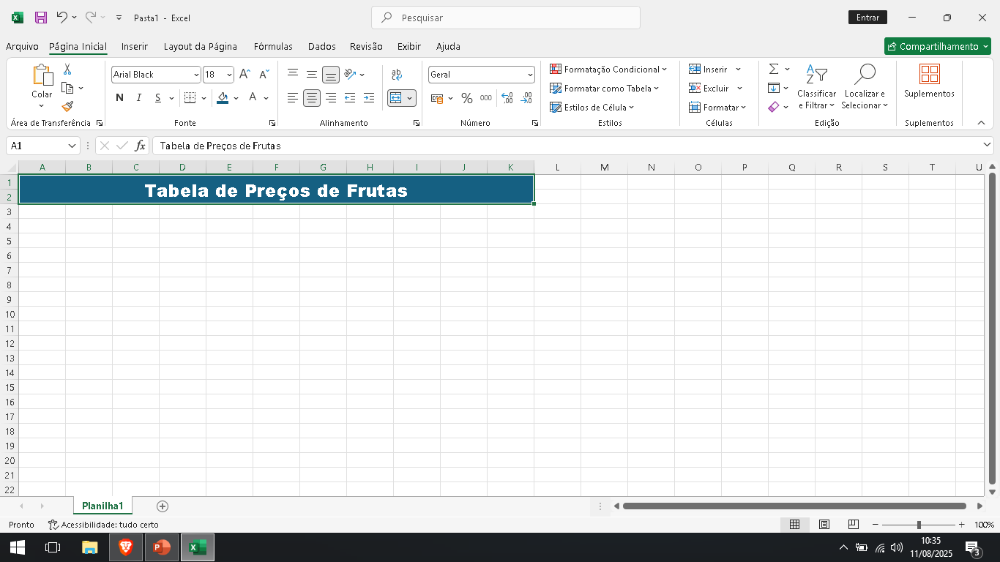 Pasta1 - Excel
Pesquisar
Entrar
Arquivo Página Inicial Inserir Layout da Página Fórmulas Dados Revisão Exibir Ajuda
Compartilhamento
Colar
Área de Transferência
Arial Black 18
N I S A
Fonte
ab
Alinhamento
Geral
% 000
Número
Formatação Condicional
Formatar como Tabela
Estilos de Célula
Estilos
Inserir
Excluir
Formatar
Células
Classificar e Filtrar
Localizar e Selecionar
Edição
Suplementos
Suplementos
A1
fx Tabela de Preços de Frutas
A B C D E F G H I J K L M N O P Q R S T U
1
Tabela de Preços de Frutas
2
3
4
5
6
7
8
9
10
11
12
13
14
15
16
17
18
19
20
21
22
Planilha1
Pronto
Acessibilidade: tudo certo
100%
P
10:35
11/08/2025
3